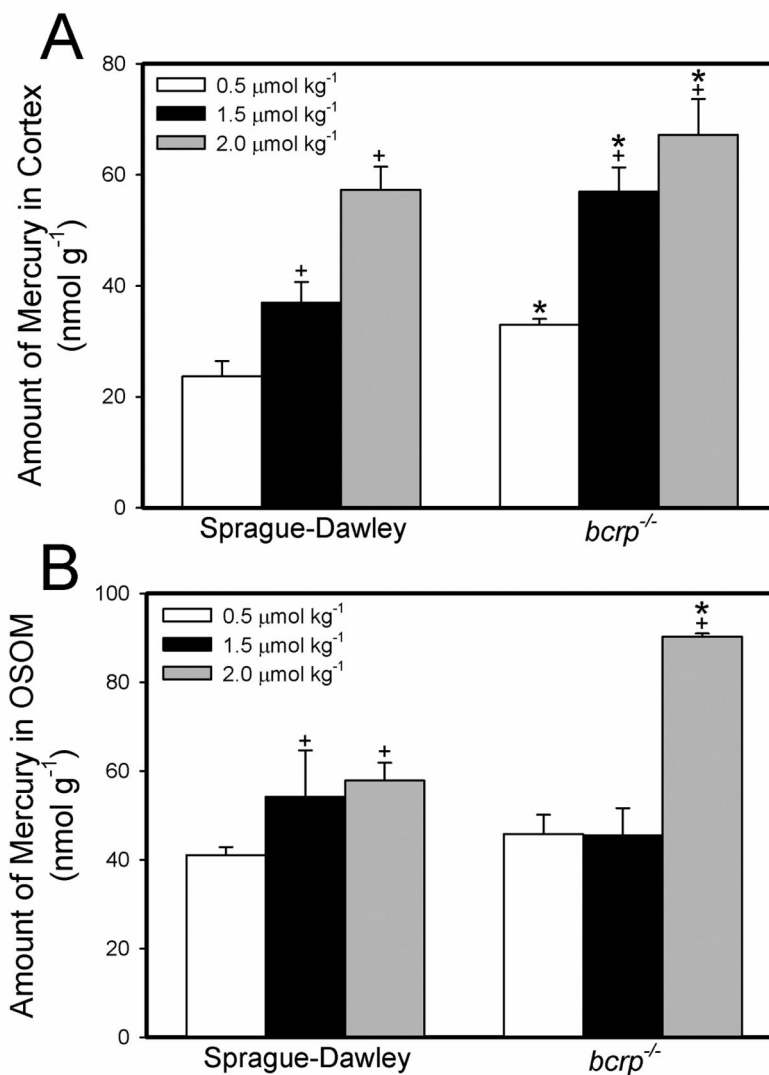 A
Amount of Mercury in Cortex
(nmol g⁻¹)
80
60
40
20
0
0.5 μmol kg⁻¹
1.5 μmol kg⁻¹
2.0 μmol kg⁻¹
+
+
*
*
+
*
+
Sprague-Dawley
bcrp⁻/⁻
B
Amount of Mercury in OSOM
(nmol g⁻¹)
100
80
60
40
20
0
0.5 μmol kg⁻¹
1.5 μmol kg⁻¹
2.0 μmol kg⁻¹
+
+
*
+
Sprague-Dawley
bcrp⁻/⁻